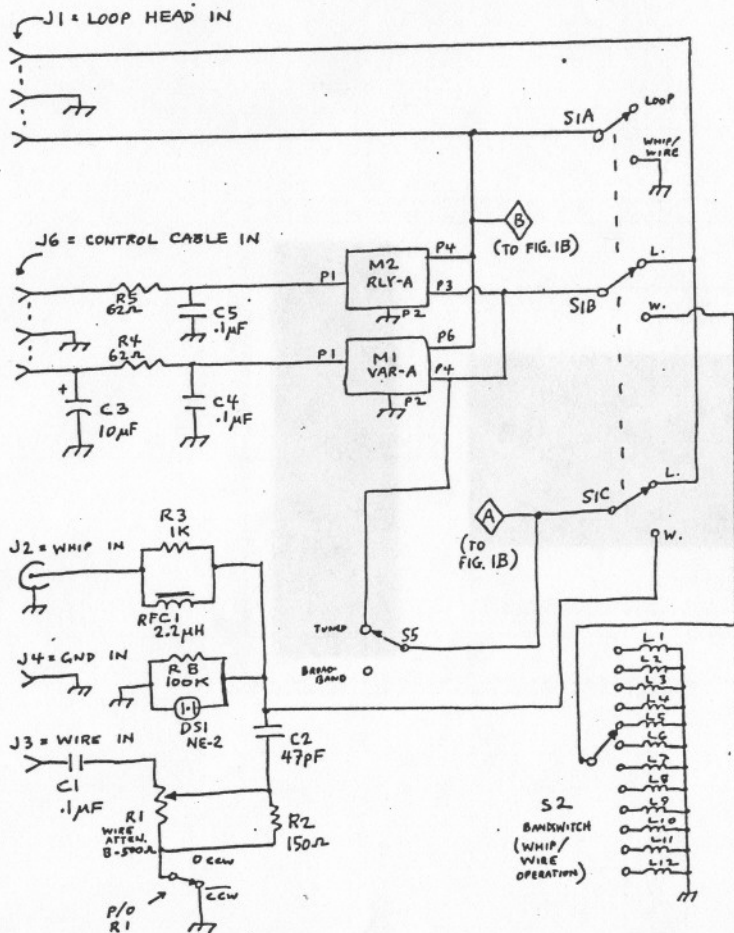 J1 = LOOP HEAD IN
S1A
LOOP
WHIP/
WIRE
B
(TO FIG. 1B)
J6 = CONTROL CABLE IN
R5
62Ω
C5
.1μF
P1
M2
RLY-A
P4
P3
P2
S1B
L.
W.
R4
62Ω
+
C3
10μF
C4
.1μF
P1
M1
VAR-A
P6
P4
P2
S1C
L.
W.
A
(TO
FIG. 1B)
J2 = WHIP IN
R3
1K
RFC1
2.2μH
TUNED
S5
BROAD-
BAND
J4 = GND IN
R8
100K
DS1
NE-2
C2
47pF
J3 = WIRE IN
C1
.1μF
R1
WIRE
ATTEN.
B-500Ω
R2
150Ω
CCW
CCW
P/O
R1
L1
L2
L3
L4
L5
L6
L7
L8
L9
L10
L11
L12
S2
BANDSWITCH
(WHIP/
WIRE
OPERATION)